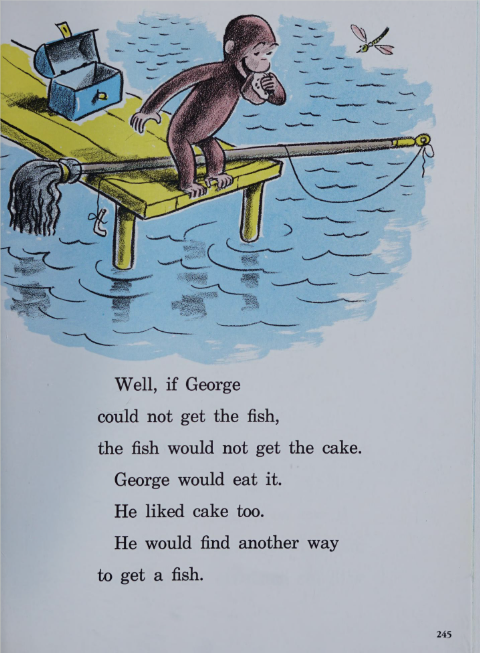 Well, if George
could not get the fish,
the fish would not get the cake.
George would eat it.
He liked cake too.
He would find another way
to get a fish.
245